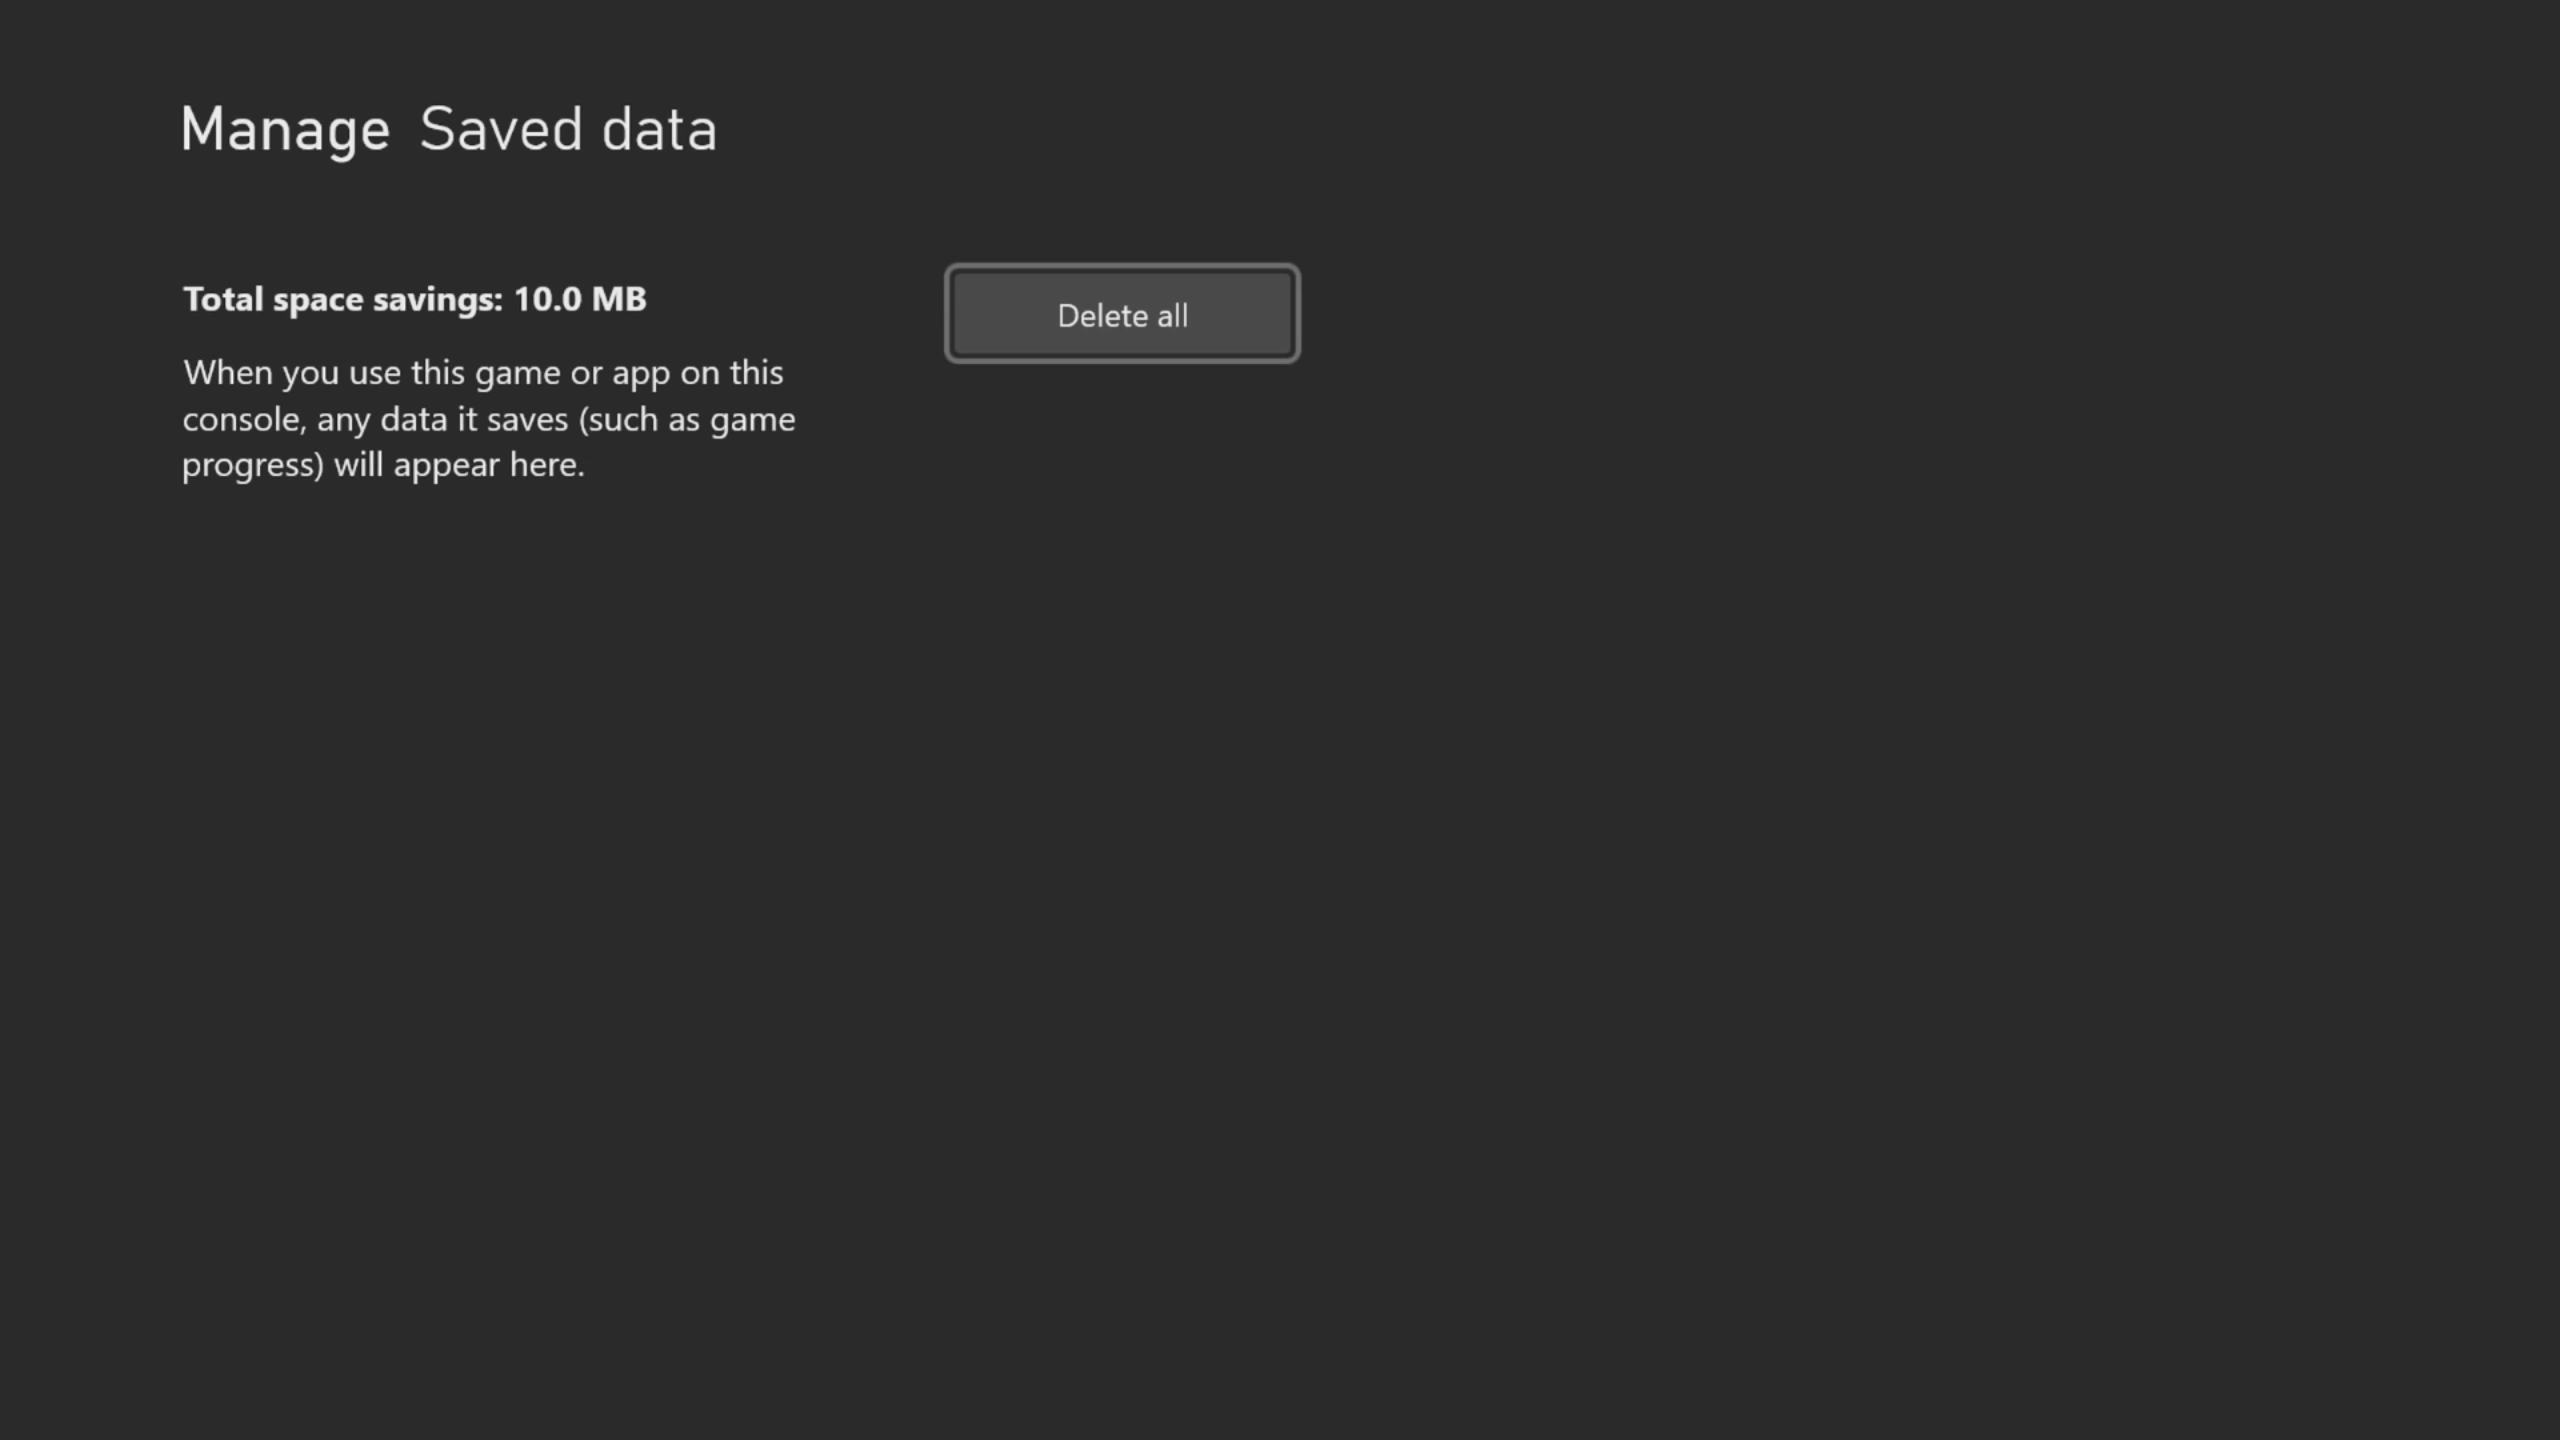 Manage Saved data
Total space savings: 10.0 MB
Delete all
When you use this game or app on this
console, any data it saves (such as game
progress) will appear here.